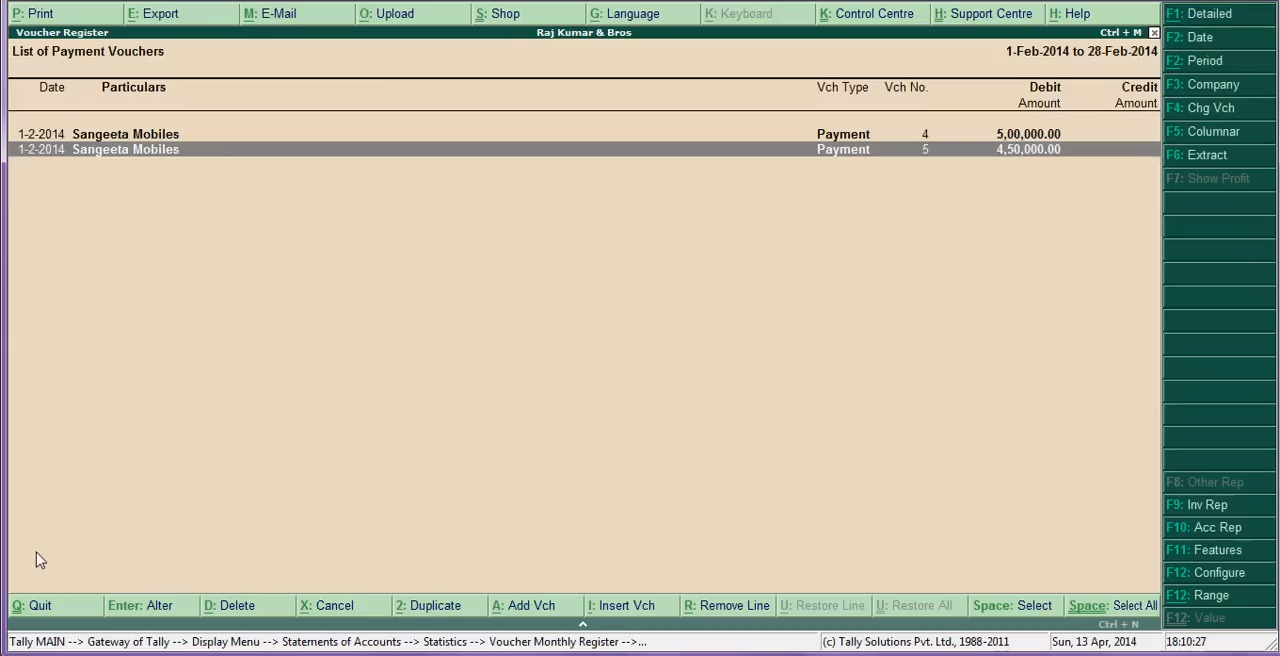 P: Print E: Export M: E-Mail O: Upload S: Shop G: Language K: Keyboard K: Control Centre H: Support Centre H: Help
F1: Detailed
Voucher Register Raj Kumar & Bros Ctrl + M
F2: Date
List of Payment Vouchers 1-Feb-2014 to 28-Feb-2014
F2: Period
Date Particulars Vch Type Vch No. Debit Credit
F3: Company
Amount Amount
F4: Chg Vch
1-2-2014 Sangeeta Mobiles Payment 4 5,00,000.00
F5: Columnar
1-2-2014 Sangeeta Mobiles Payment 5 4,50,000.00
F6: Extract
F7: Show Profit
F8: Other Rep
F9: Inv Rep
F10: Acc Rep
F11: Features
F12: Configure
F12: Range
F12: Value
Q: Quit Enter: Alter D: Delete X: Cancel 2: Duplicate A: Add Vch I: Insert Vch R: Remove Line U: Restore Line U: Restore All Space: Select Space: Select All
Ctrl + N
Tally MAIN --> Gateway of Tally --> Display Menu --> Statements of Accounts --> Statistics --> Voucher Monthly Register -->... (c) Tally Solutions Pvt. Ltd., 1988-2011 Sun, 13 Apr, 2014 18:10:27